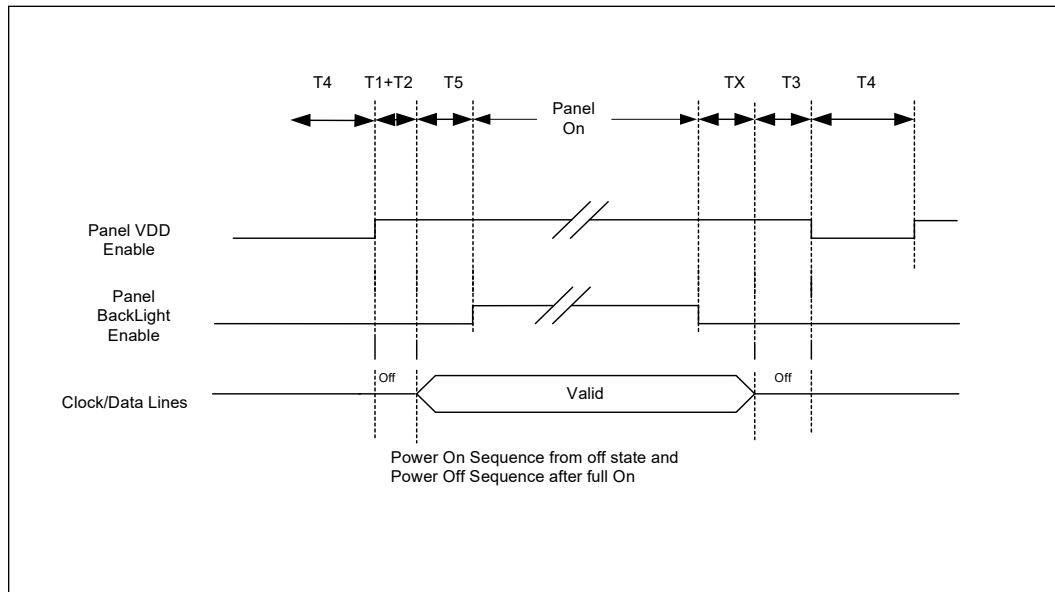 T4 T1+T2 T5 TX T3 T4
Panel
On
Panel VDD
Enable
Panel
BackLight
Enable
Off Valid Off
Clock/Data Lines
Power On Sequence from off state and
Power Off Sequence after full On